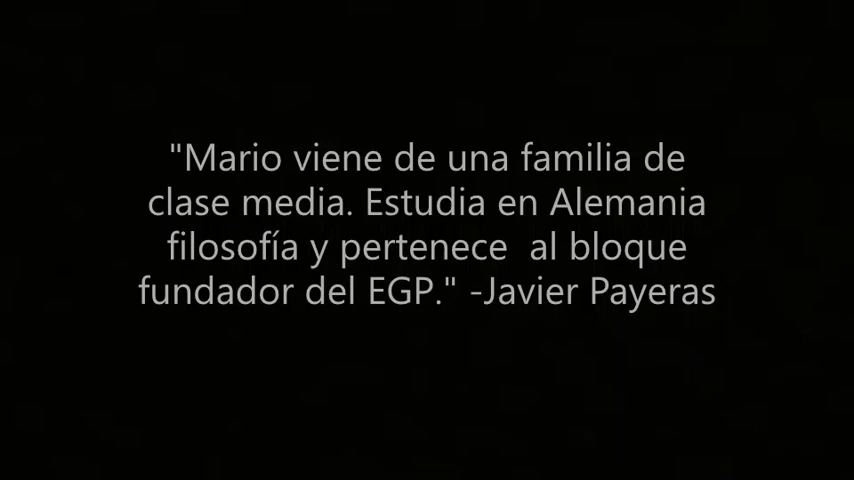 "Mario viene de una familia de
clase media. Estudia en Alemania
filosofía y pertenece  al bloque
fundador del EGP." -Javier Payeras